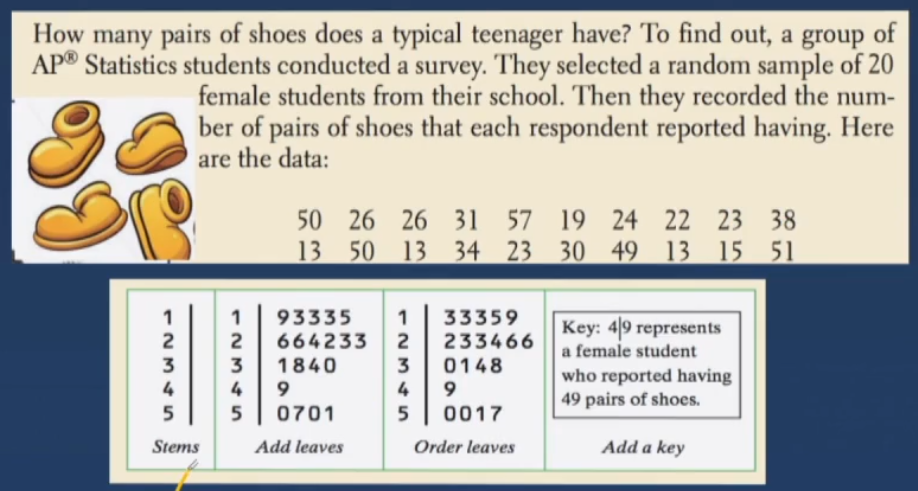 How many pairs of shoes does a typical teenager have? To find out, a group of
AP® Statistics students conducted a survey. They selected a random sample of 20
female students from their school. Then they recorded the num-
ber of pairs of shoes that each respondent reported having. Here
are the data:
50 26 26 31 57 19 24 22 23 38
13 50 13 34 23 30 49 13 15 51
1
2
3
4
5
Stems
1 93335
2 664233
3 1840
4 9
5 0701
Add leaves
1 33359
2 233466
3 0148
4 9
5 0017
Order leaves
Key: 4|9 represents
a female student
who reported having
49 pairs of shoes.
Add a key